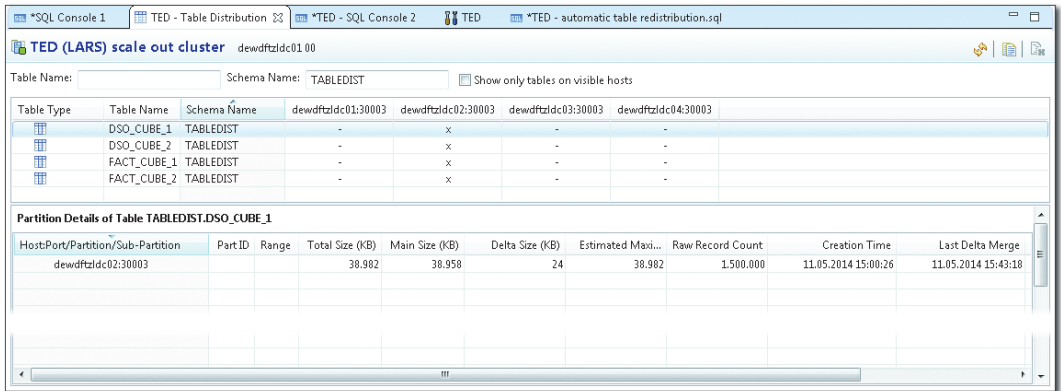 *SQL Console 1 TED - Table Distribution *TED - SQL Console 2 TED *TED - automatic table redistribution.sql
TED (LARS) scale out cluster dewdftzldc01 00
Table Name: Schema Name: TABLEDIST Show only tables on visible hosts
Table Type Table Name Schema Name dewdftzldc01:30003 dewdftzldc02:30003 dewdftzldc03:30003 dewdftzldc04:30003
DSO_CUBE_1 TABLEDIST - x - -
DSO_CUBE_2 TABLEDIST - x - -
FACT_CUBE_1 TABLEDIST - x - -
FACT_CUBE_2 TABLEDIST - x - -
Partition Details of Table TABLEDIST.DSO_CUBE_1
Host:Port/Partition/Sub-Partition Part ID Range Total Size (KB) Main Size (KB) Delta Size (KB) Estimated Maxi... Raw Record Count Creation Time Last Delta Merge
dewdftzldc02:30003 38.982 38.958 24 38.982 1.500.000 11.05.2014 15:00:26 11.05.2014 15:43:18